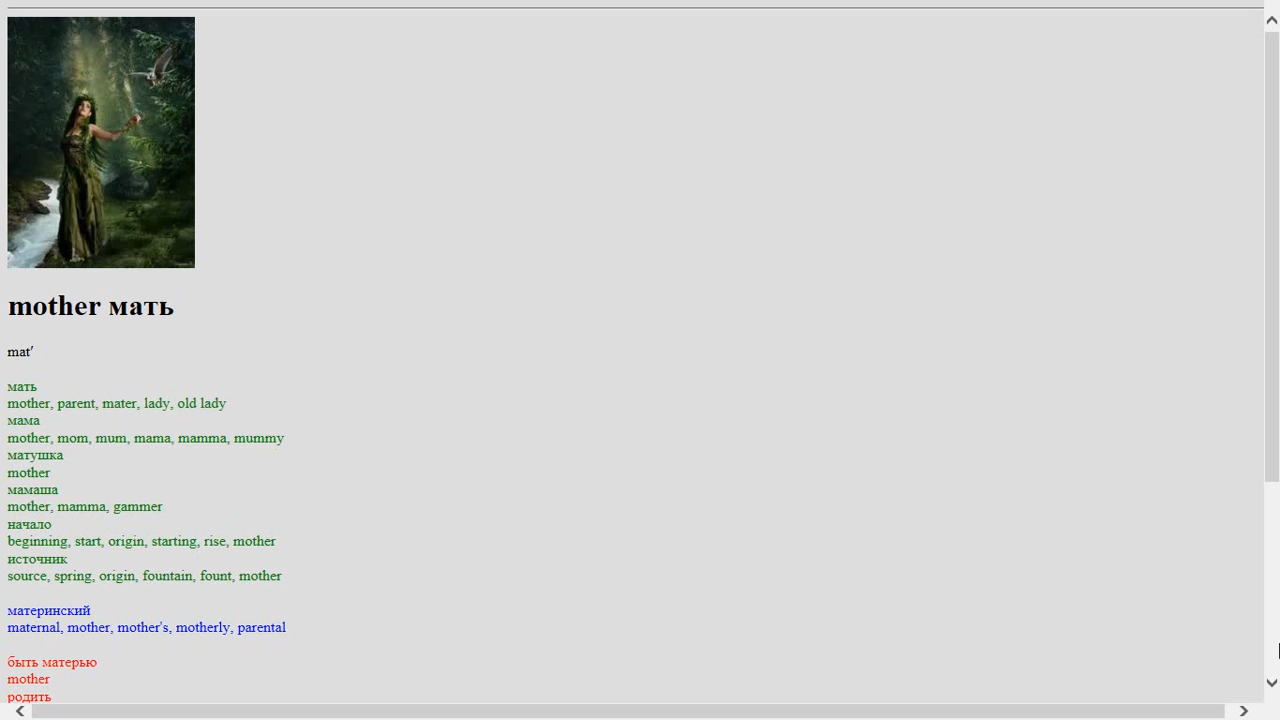 mother мать
mat′
мать
mother, parent, mater, lady, old lady
мама
mother, mom, mum, mama, mamma, mummy
матушка
mother
мамаша
mother, mamma, gammer
начало
beginning, start, origin, starting, rise, mother
источник
source, spring, origin, fountain, fount, mother
материнский
maternal, mother, mother's, motherly, parental
быть матерью
mother
родить